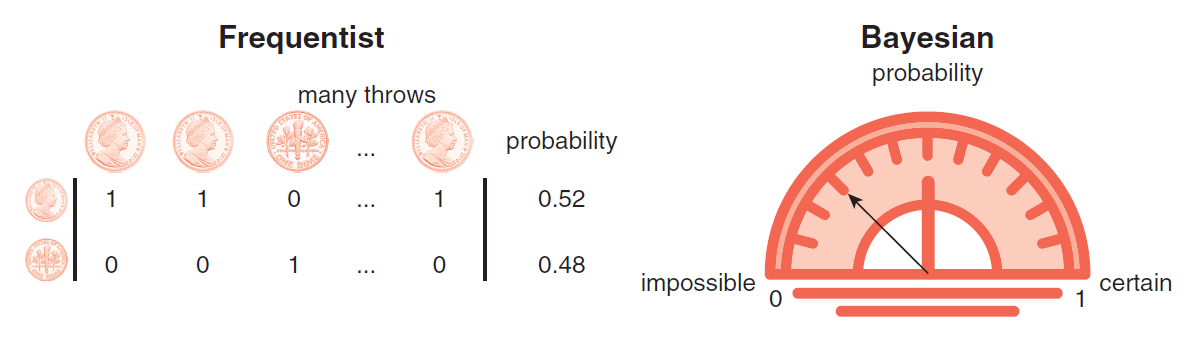 Frequentist
many throws
... probability
1 1 0 ... 1 0.52
0 0 1 ... 0 0.48
Bayesian
probability
impossible 0 1 certain